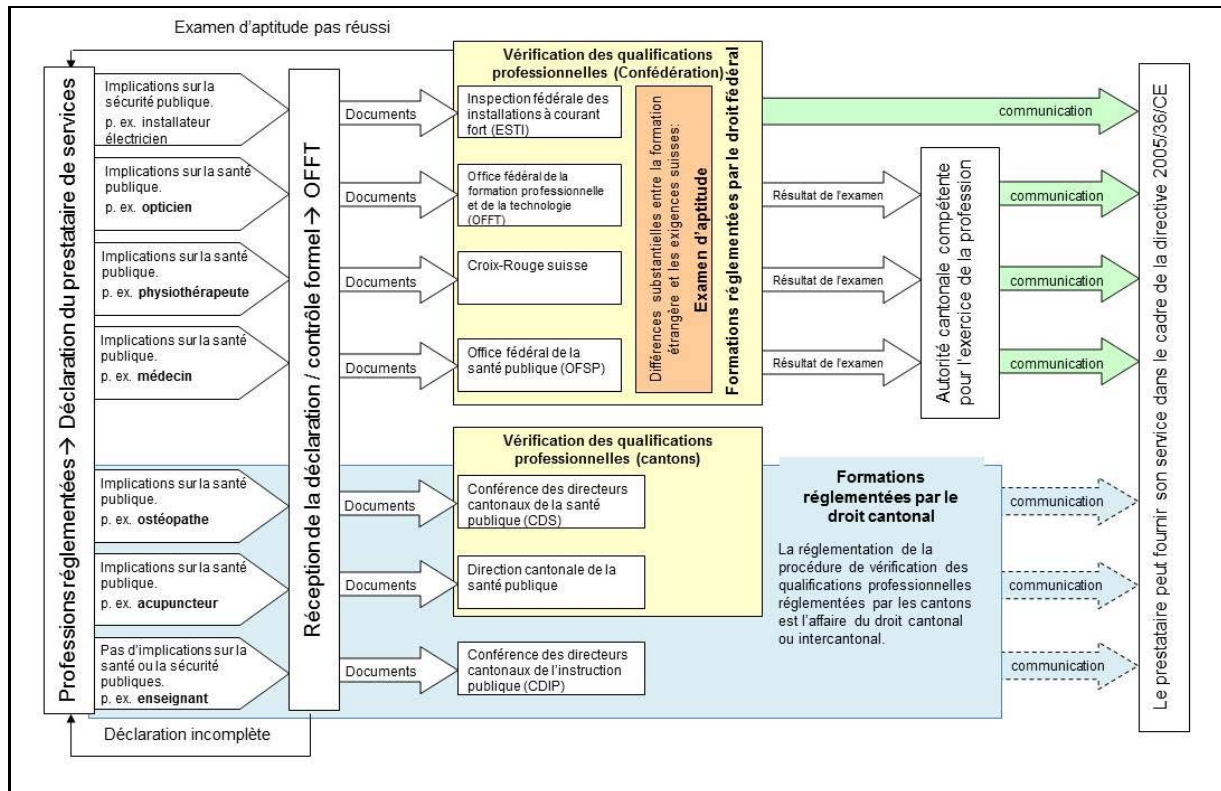 Examen d'aptitude pas réussi
Professions réglementées → Déclaration du prestataire de services
Implications sur la
sécurité publique.
p. ex. installateur
électricien
Implications sur la santé
publique.
p. ex. opticien
Implications sur la santé
publique.
p. ex. physiothérapeute
Implications sur la santé
publique.
p. ex. médecin
Implications sur la santé
publique.
p. ex. ostéopathe
Implications sur la santé
publique.
p. ex. acupuncteur
Pas d'implications sur la
santé ou la sécurité
publiques.
p. ex. enseignant
Réception de la déclaration / contrôle formel → OFFT
Documents
Documents
Documents
Documents
Documents
Documents
Documents
Vérification des qualifications
professionnelles (Confédération)
Inspection fédérale des
installations à courant
fort (ESTI)
Office fédéral de la
formation professionnelle
et de la technologie
(OFFT)
Croix-Rouge suisse
Office fédéral de la
santé publique (OFSP)
Différences substantielles entre la formation
étrangère et les exigences suisses:
Examen d'aptitude
Formations réglementées par le droit fédéral
communication
Résultat de l'examen
Résultat de l'examen
Résultat de l'examen
Autorité cantonale compétente
pour l'exercice de la profession
communication
communication
communication
Vérification des qualifications
professionnelles (cantons)
Conférence des directeurs
cantonaux de la santé
publique (CDS)
Direction cantonale de la
santé publique
Conférence des directeurs
cantonaux de l'instruction
publique (CDIP)
Formations
réglementées par le
droit cantonal
La réglementation de la
procédure de vérification des
qualifications professionnelles
réglementées par les cantons
est l'affaire du droit cantonal
ou intercantonal.
communication
communication
communication
Le prestataire peut fournir son service dans le cadre de la directive 2005/36/CE
Déclaration incomplète